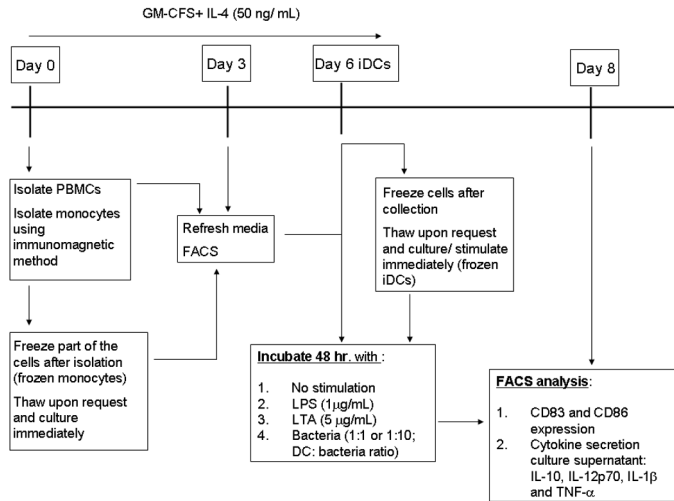 GM-CFS+ IL-4 (50 ng/ mL)
Day 0
Day 3
Day 6 iDCs
Day 8
Isolate PBMCs
Isolate monocytes
using
immunomagnetic
method
Refresh media
FACS
Freeze cells after
collection
Thaw upon request
and culture/ stimulate
immediately (frozen
iDCs)
Freeze part of the
cells after isolation
(frozen monocytes)
Thaw upon request
and culture
immediately
Incubate 48 hr. with :
1. No stimulation
2. LPS (1µg/mL)
3. LTA (5 µg/mL)
4. Bacteria (1:1 or 1:10;
DC: bacteria ratio)
FACS analysis:
1. CD83 and CD86
expression
2. Cytokine secretion
culture supernatant:
IL-10, IL-12p70, IL-1β
and TNF-α